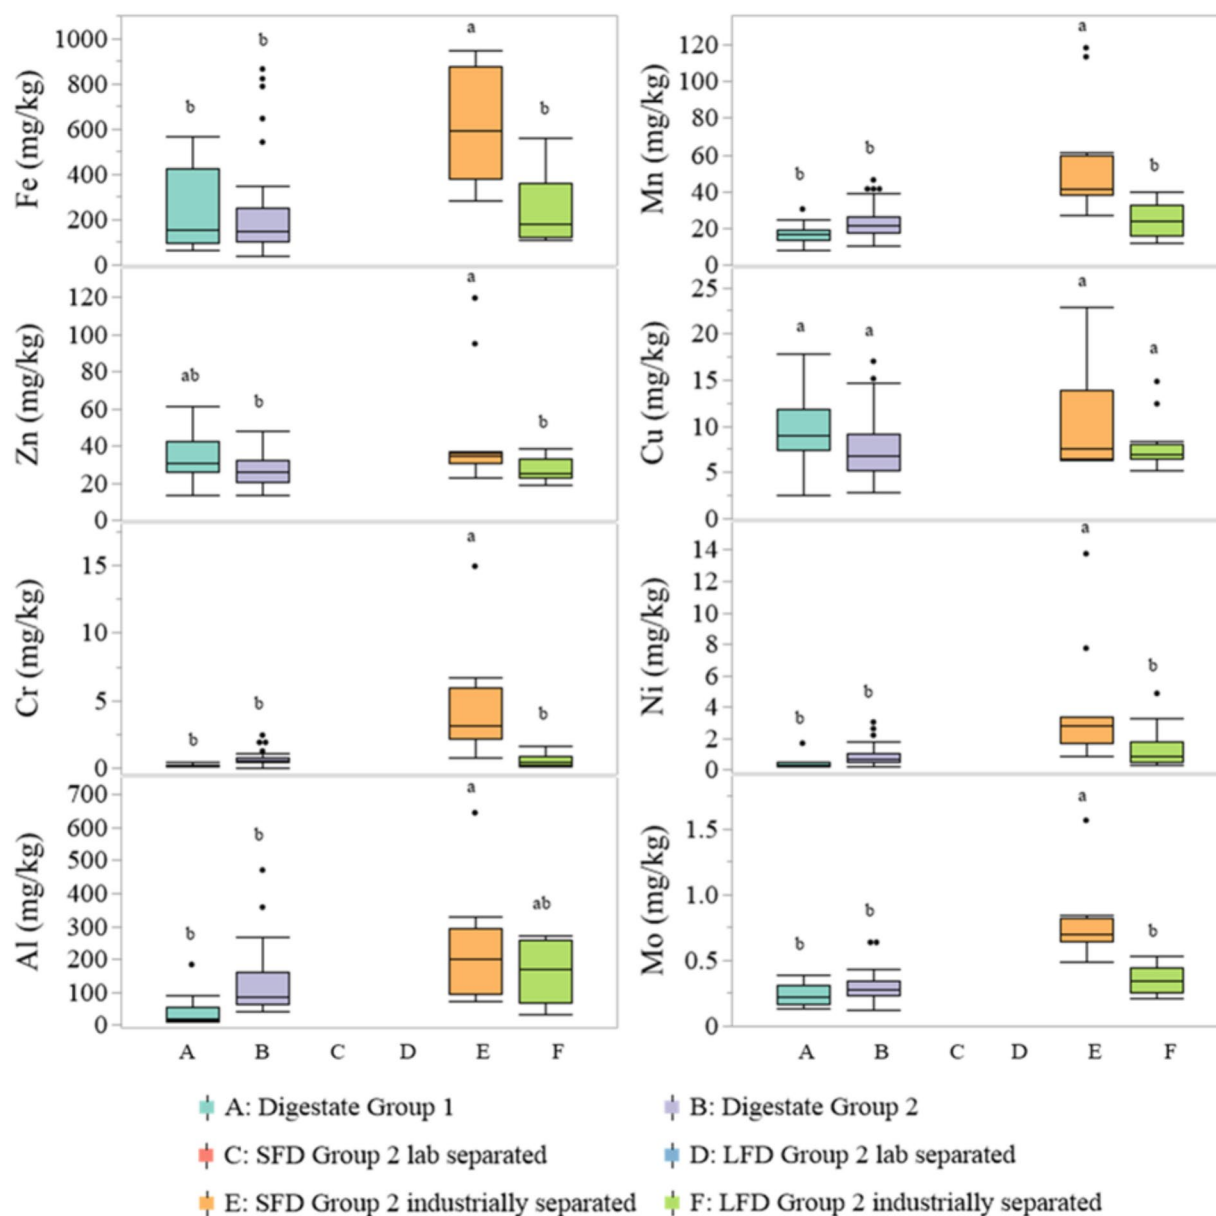 Fe (mg/kg)
1000
800
600
400
200
0
b
b
a
b
Mn (mg/kg)
120
100
80
60
40
20
0
b
b
a
b
Zn (mg/kg)
120
100
80
60
40
20
0
ab
b
a
b
Cu (mg/kg)
25
20
15
10
5
0
a
a
a
a
Cr (mg/kg)
15
10
5
0
b
b
a
b
Ni (mg/kg)
14
12
10
8
6
4
2
0
b
b
a
b
Al (mg/kg)
700
600
500
400
300
200
100
0
b
b
a
ab
Mo (mg/kg)
1.5
1.0
0.5
0
b
b
a
b
A B C D E F
A B C D E F
A: Digestate Group 1
B: Digestate Group 2
C: SFD Group 2 lab separated
D: LFD Group 2 lab separated
E: SFD Group 2 industrially separated
F: LFD Group 2 industrially separated